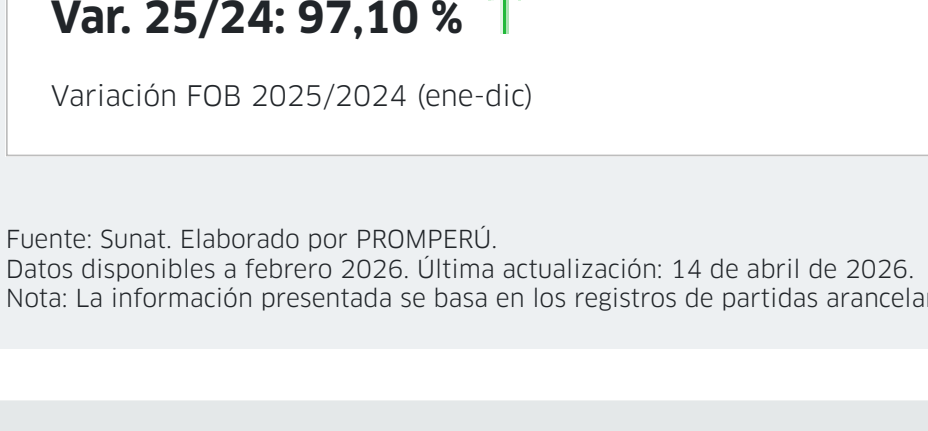 Var. 25/24: 97,10 %
Variación FOB 2025/2024 (ene-dic)
Fuente: Sunat. Elaborado por PROMPERÚ.
Datos disponibles a febrero 2026. Última actualización: 14 de abril de 2026.
Nota: La información presentada se basa en los registros de partidas